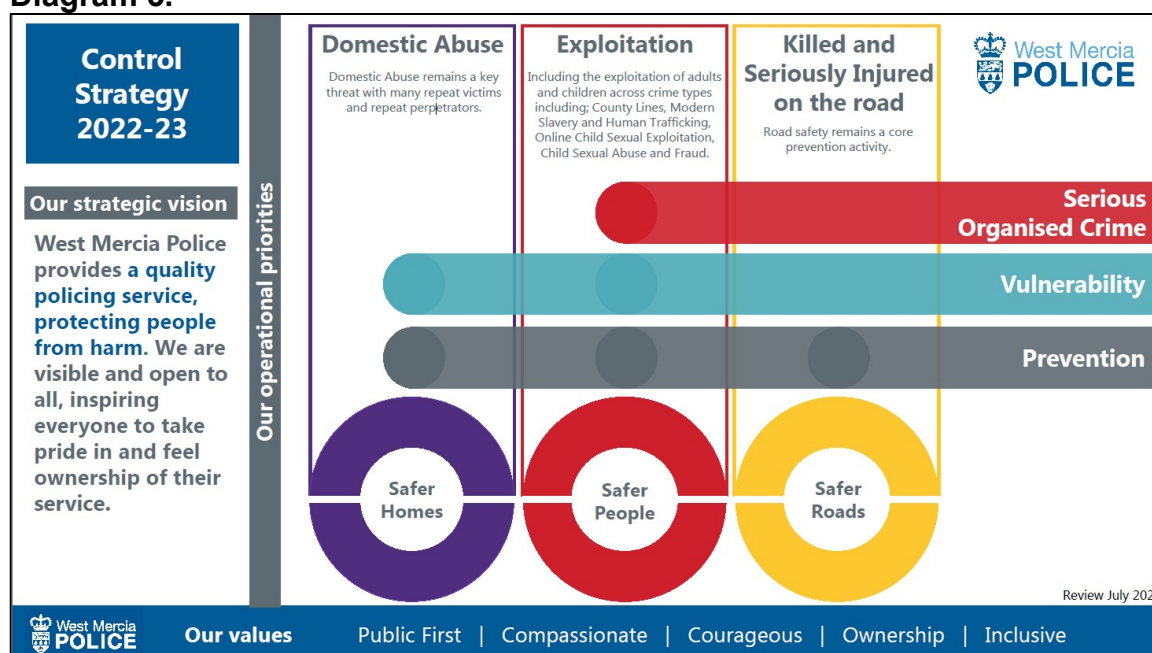 Control
Strategy
2022-23
Our strategic vision
West Mercia Police
provides a quality
policing service,
protecting people
from harm. We are
visible and open to
all, inspiring
everyone to take
pride in and feel
ownership of their
service.
Our operational priorities
Domestic Abuse
Domestic Abuse remains a key
threat with many repeat victims
and repeat perpetrators.
Exploitation
Including the exploitation of adults
and children across crime types
including; County Lines, Modern
Slavery and Human Trafficking,
Online Child Sexual Exploitation,
Child Sexual Abuse and Fraud.
Killed and
Seriously Injured
on the road
Road safety remains a core
prevention activity.
West Mercia
POLICE
Serious
Organised Crime
Vulnerability
Prevention
Safer
Homes
Safer
People
Safer
Roads
Review July 202
West Mercia
POLICE
Our values
Public First | Compassionate | Courageous | Ownership | Inclusive